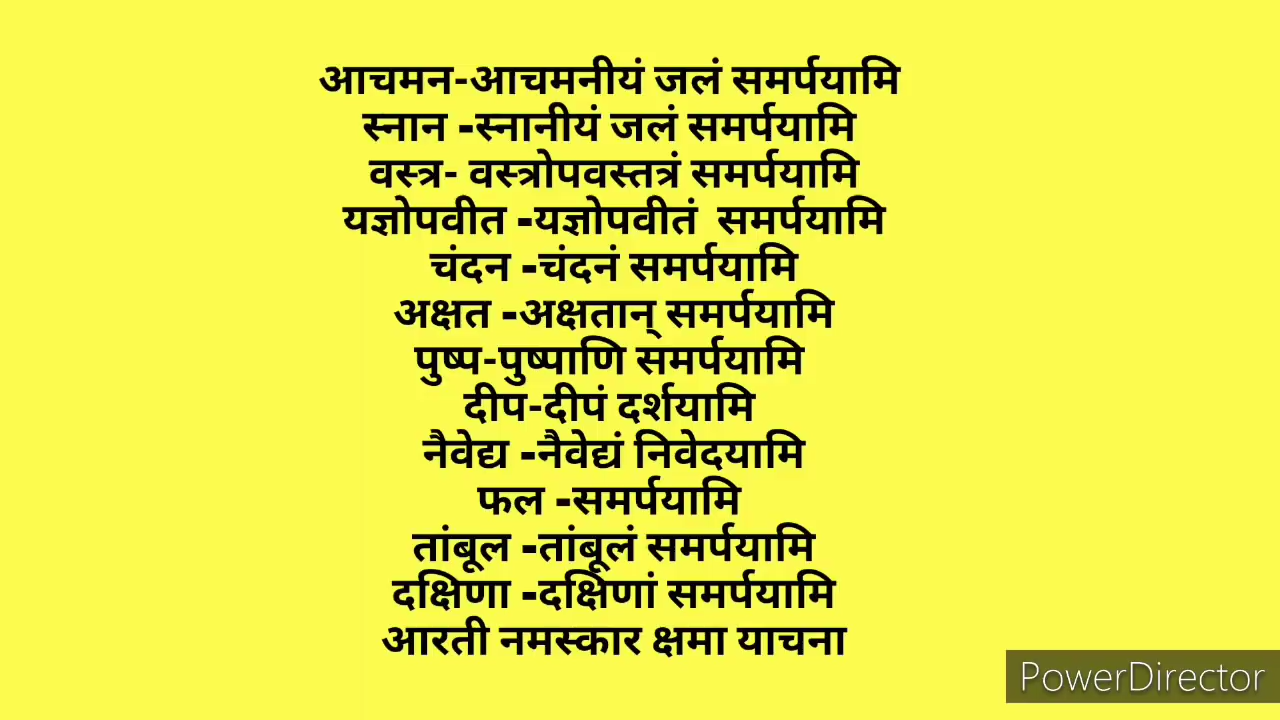 आचमन-आचमनीयं जलं समर्पयामि
स्नान -स्नानीयं जलं समर्पयामि
वस्त्र- वस्त्रोपवस्तत्रं समर्पयामि
यज्ञोपवीत -यज्ञोपवीतं  समर्पयामि
चंदन -चंदनं समर्पयामि
अक्षत -अक्षतान् समर्पयामि
पुष्प-पुष्पाणि समर्पयामि
दीप-दीपं दर्शयामि
नैवेद्य -नैवेद्यं निवेदयामि
फल -समर्पयामि
तांबूल -तांबूलं समर्पयामि
दक्षिणा -दक्षिणां समर्पयामि
आरती नमस्कार क्षमा याचना
PowerDirector